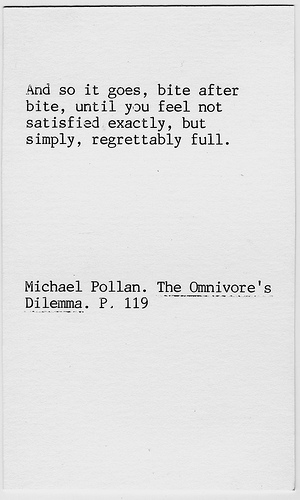 And so it goes, bite after
bite, until you feel not
satisfied exactly, but
simply, regrettably full.
Michael Pollan. The Omnivore's
Dilemma. P. 119